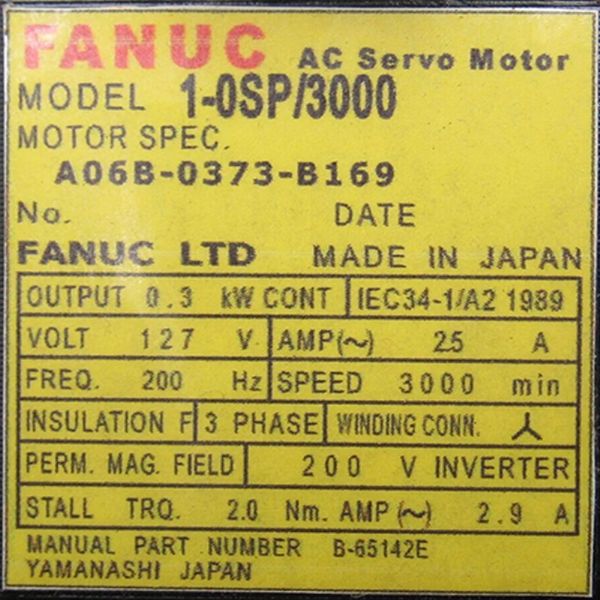 FANUC AC Servo Motor
MODEL 1-0SP/3000
MOTOR SPEC.
A06B-0373-B169
No. DATE
FANUC LTD MADE IN JAPAN
OUTPUT 0.3 kW CONT IEC34-1/A2 1989
VOLT 127 V AMP(~) 25 A
FREQ. 200 Hz SPEED 3000 min
INSULATION F 3 PHASE WINDING CONN.
PERM. MAG. FIELD 200 V INVERTER
STALL TRQ. 2.0 Nm. AMP(~) 2.9 A
MANUAL PART NUMBER B-65142E
YAMANASHI JAPAN